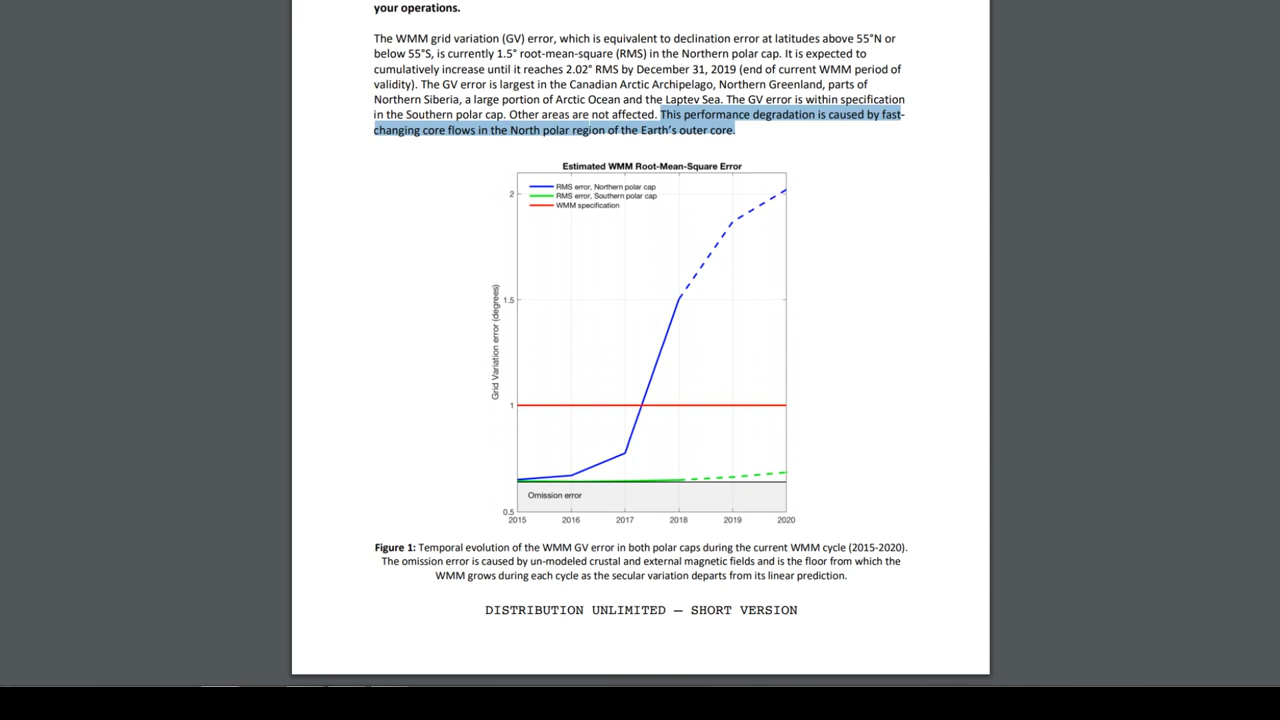 your operations.
The WMM grid variation (GV) error, which is equivalent to declination error at latitudes above 55°N or
below 55°S, is currently 1.5° root-mean-square (RMS) in the Northern polar cap. It is expected to
cumulatively increase until it reaches 2.02° RMS by December 31, 2019 (end of current WMM period of
validity). The GV error is largest in the Canadian Arctic Archipelago, Northern Greenland, parts of
Northern Siberia, a large portion of Arctic Ocean and the Laptev Sea. The GV error is within specification
in the Southern polar cap. Other areas are not affected. This performance degradation is caused by fast-
changing core flows in the North polar region of the Earth's outer core.
Estimated WMM Root-Mean-Square Error
RMS error, Northern polar cap
RMS error, Southern polar cap
WMM specification
2
1.5
1
0.5
Grid Variation error (degrees)
Omission error
2015 2016 2017 2018 2019 2020
Figure 1: Temporal evolution of the WMM GV error in both polar caps during the current WMM cycle (2015-2020).
The omission error is caused by un-modeled crustal and external magnetic fields and is the floor from which the
WMM grows during each cycle as the secular variation departs from its linear prediction.
DISTRIBUTION UNLIMITED — SHORT VERSION